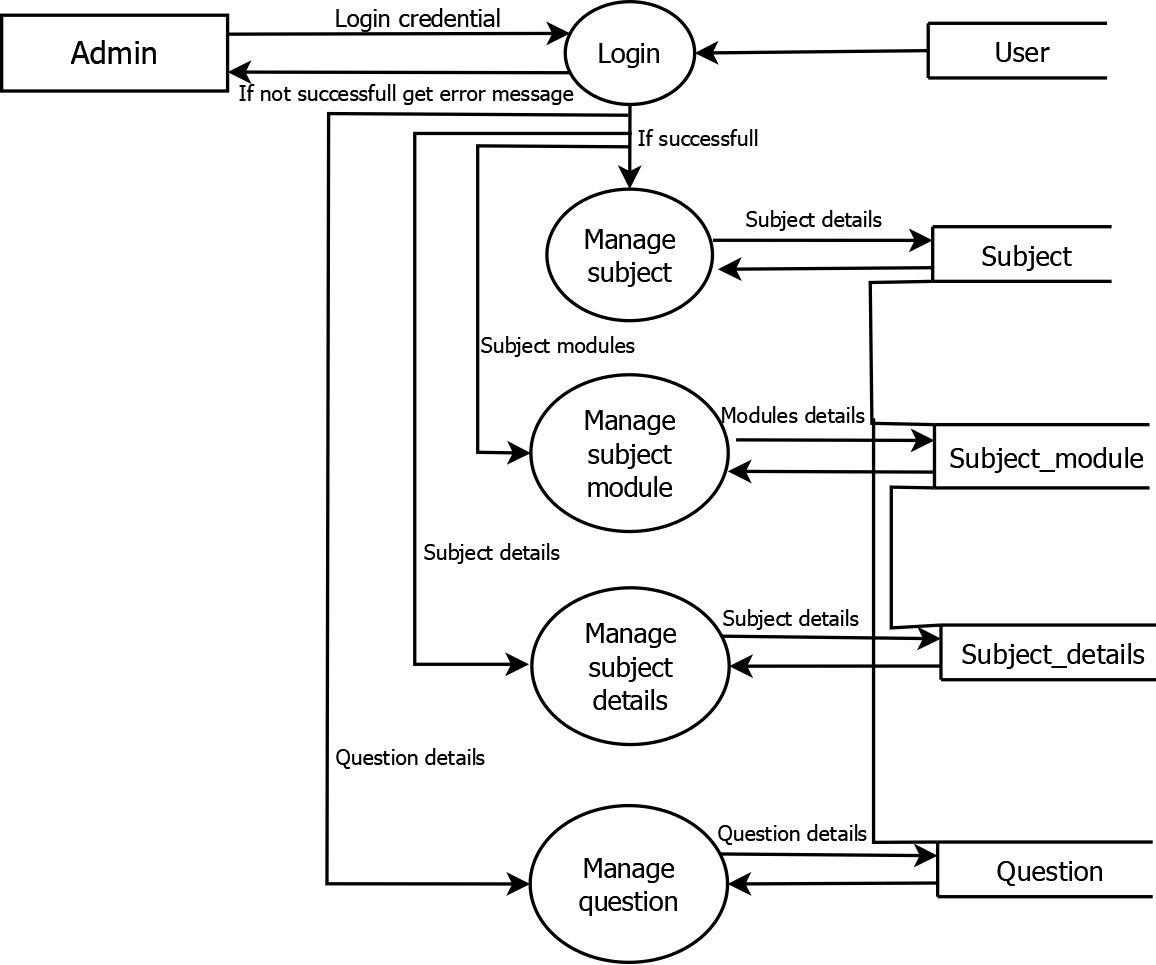 Login credential
Admin
Login
User
If not successfull get error message
If successfull
Subject details
Manage
subject
Subject
Subject modules
Modules details
Manage
subject
module
Subject_module
Subject details
Subject details
Manage
subject
details
Subject_details
Question details
Question details
Manage
question
Question